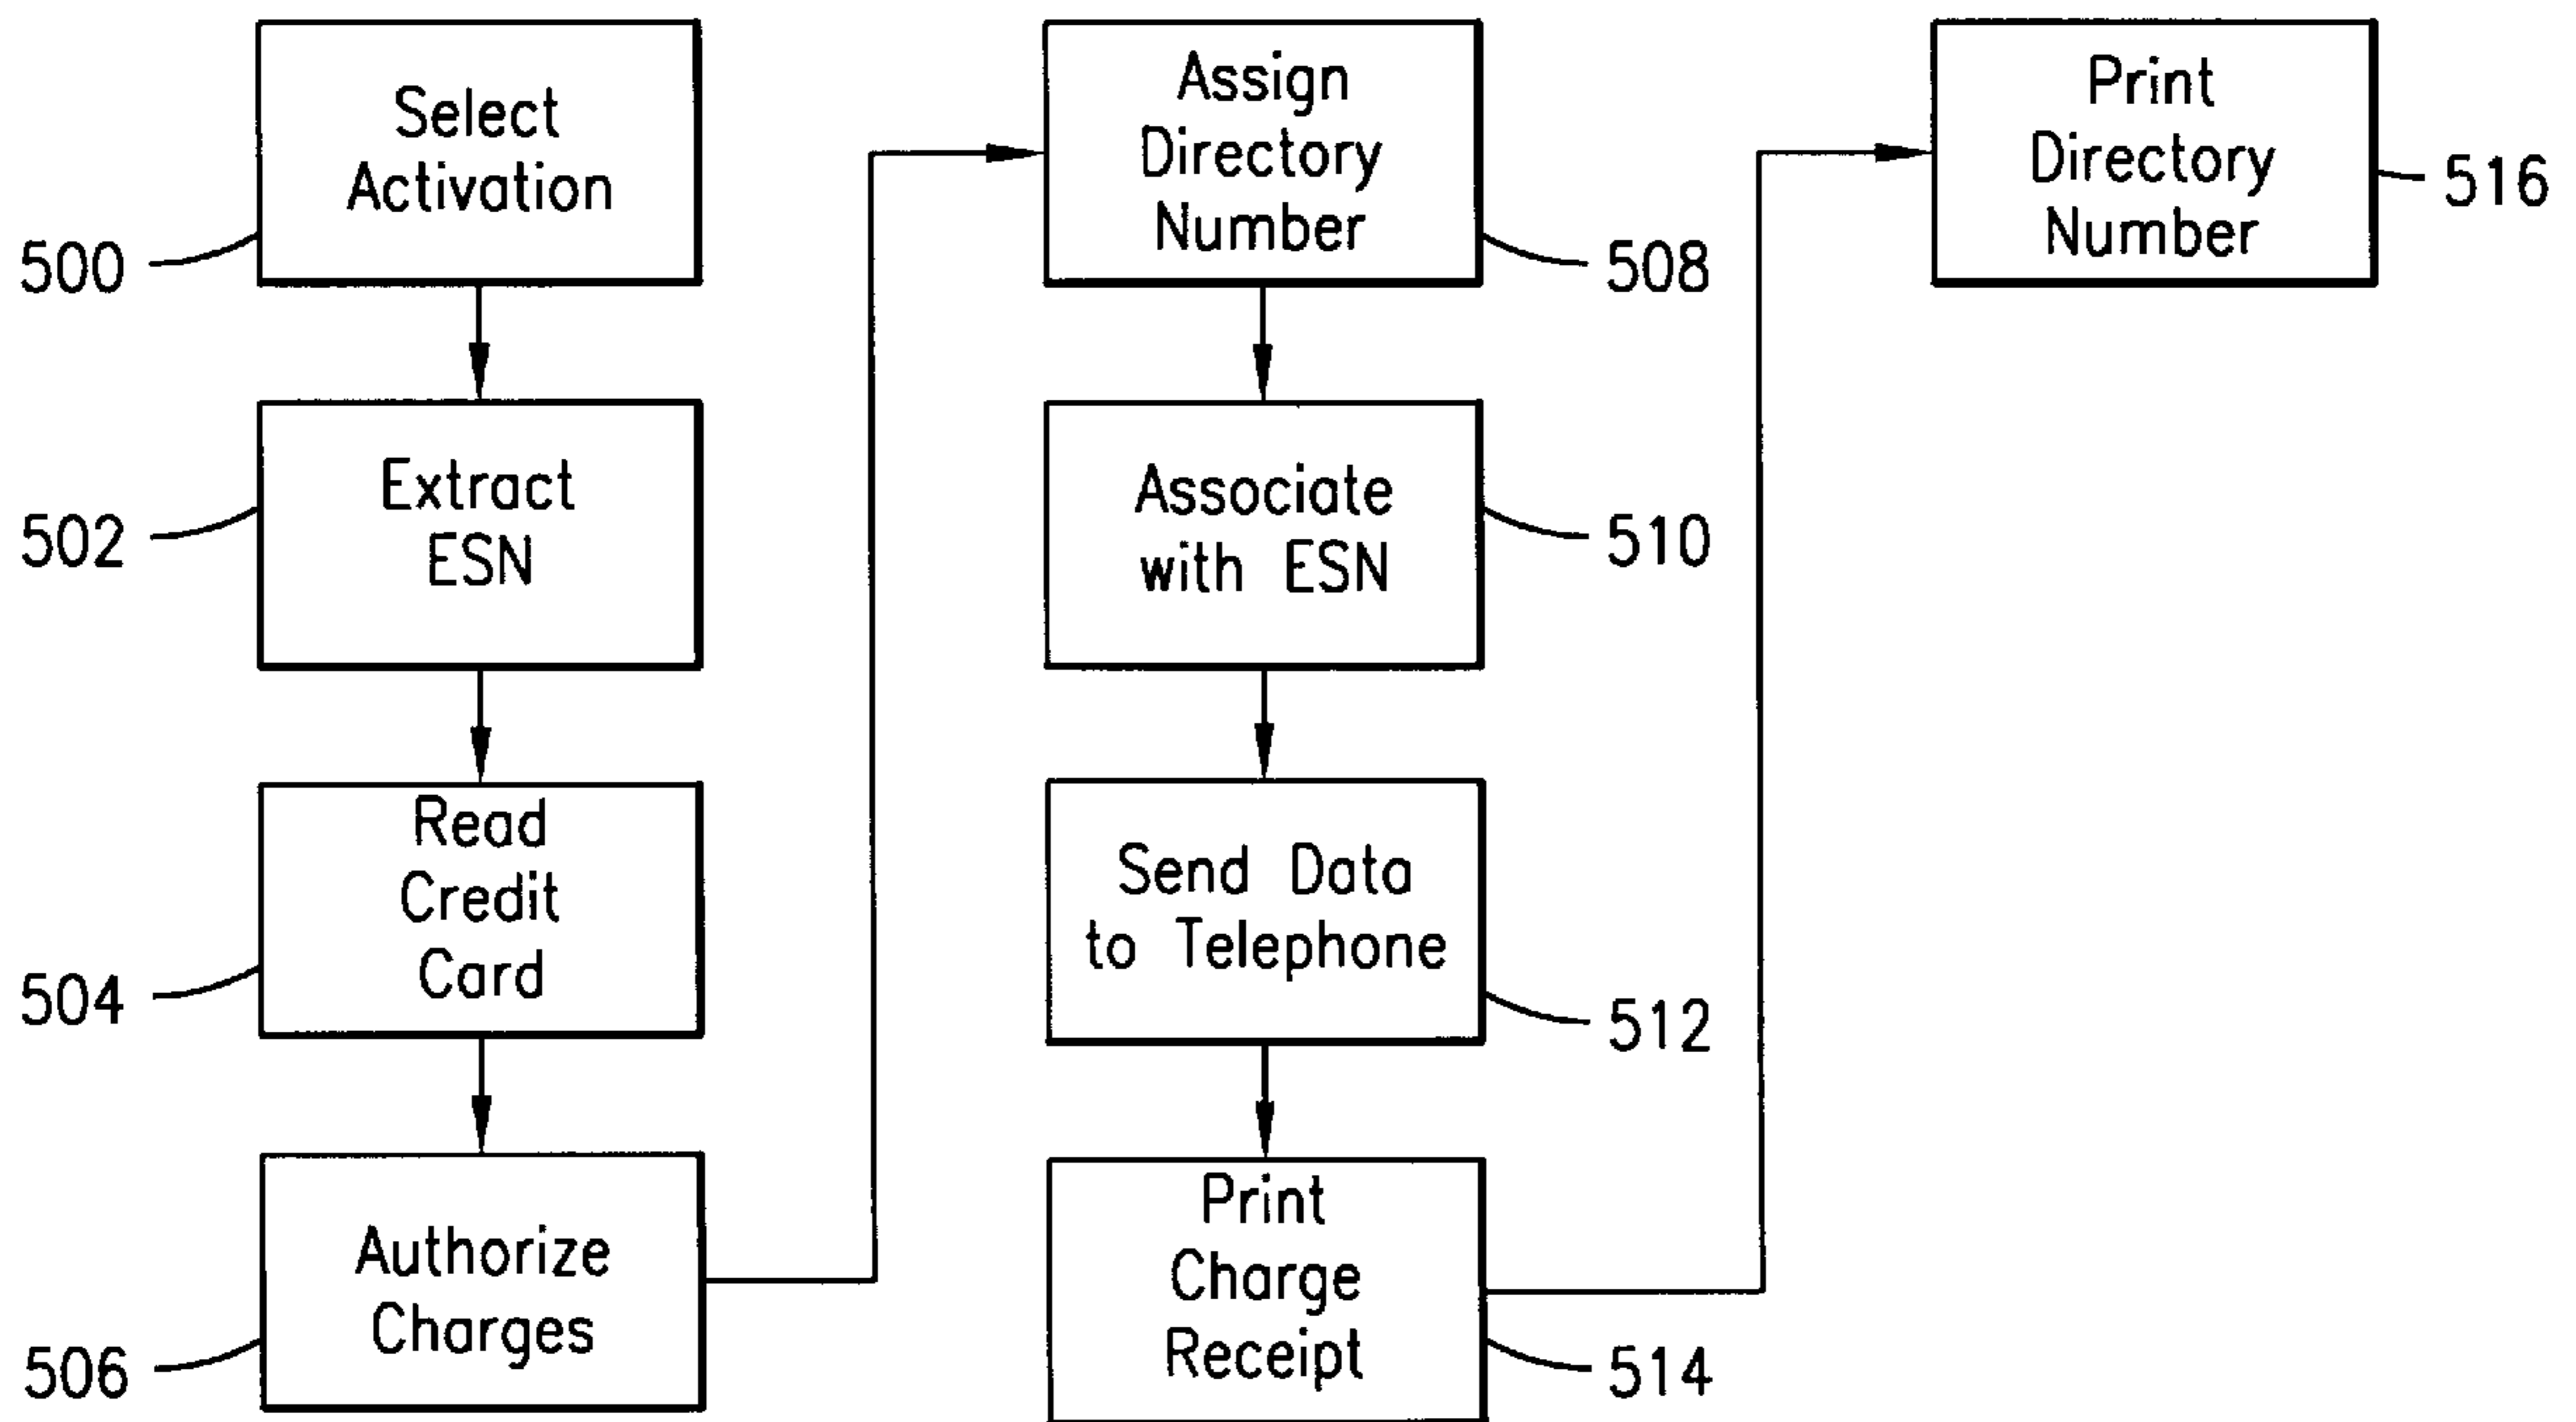 Select
Activation
500
Extract
ESN
502
Read
Credit
Card
504
Authorize
Charges
506
Assign
Directory
Number
508
Associate
with ESN
510
Send Data
to Telephone
512
Print
Charge
Receipt
514
Print
Directory
Number
516